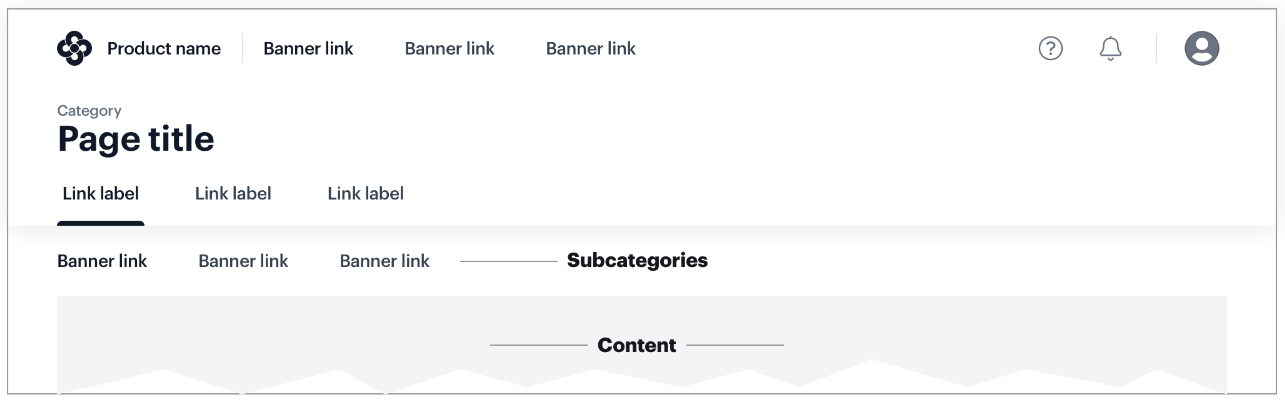 Product name Banner link Banner link Banner link ?
Category
Page title
Link label Link label Link label
Banner link Banner link Banner link Subcategories
Content